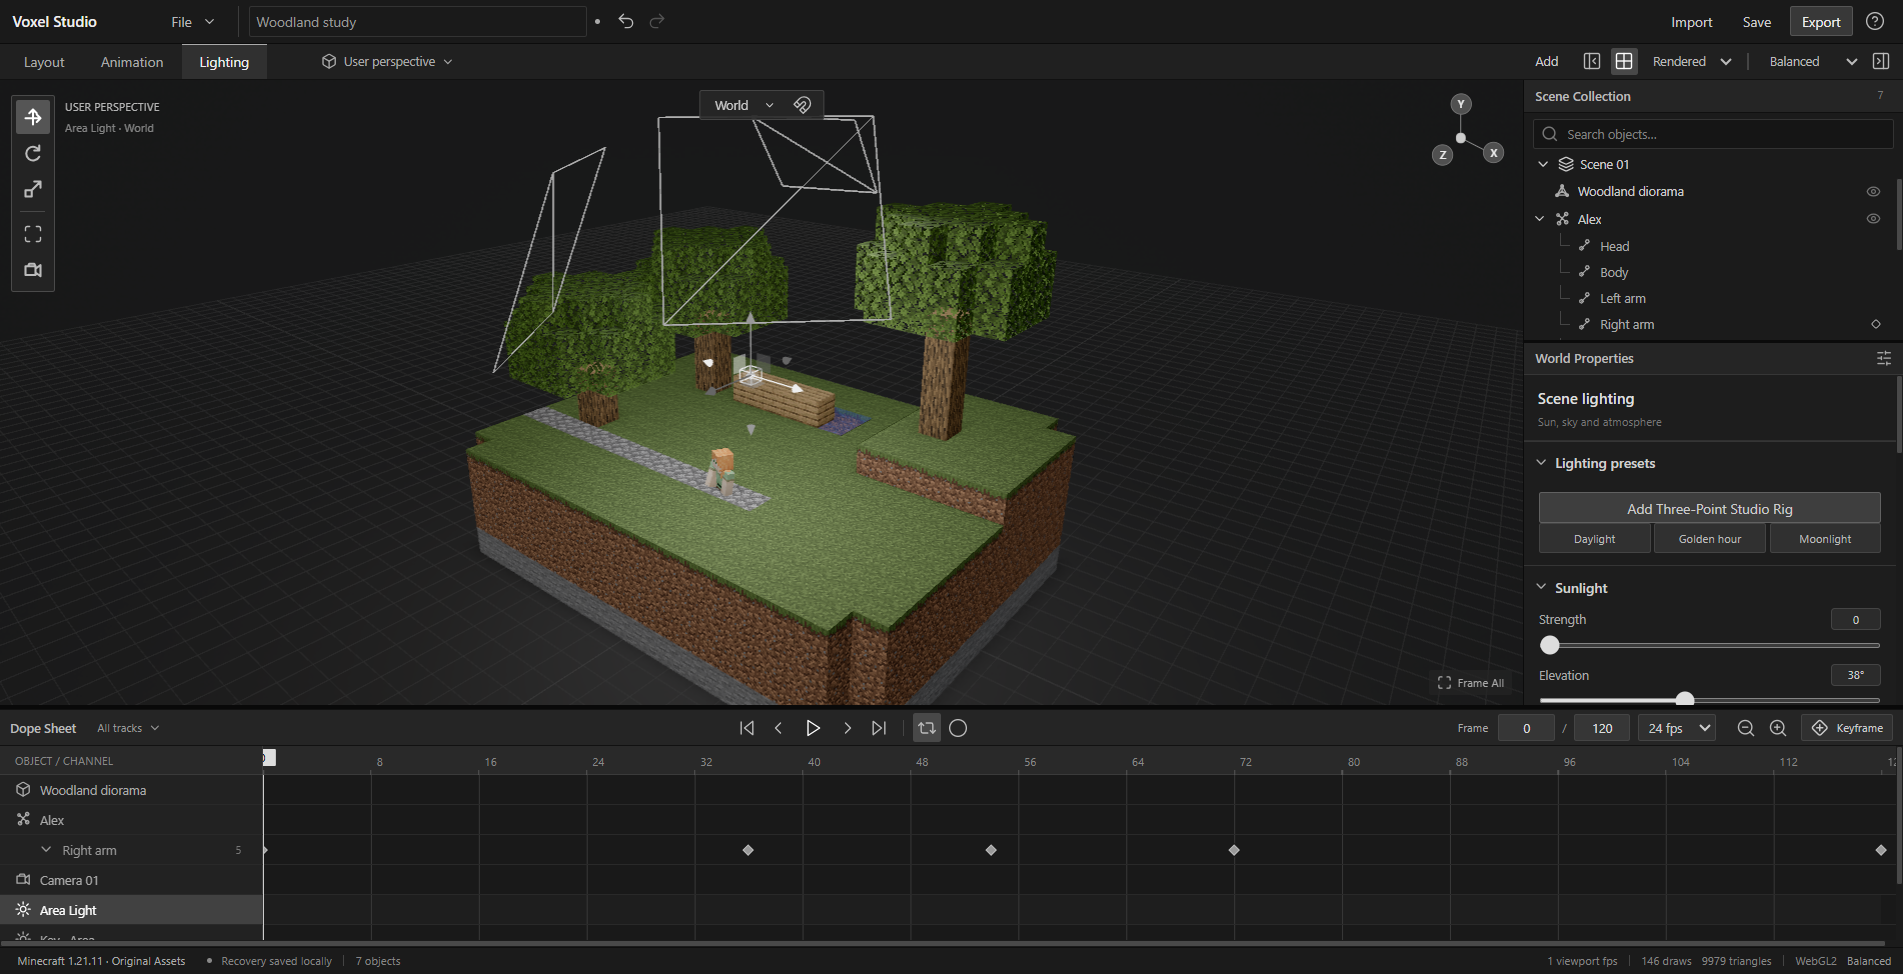 Voxel Studio
File
Woodland study
Import
Save
Export
Layout
Animation
Lighting
User perspective
Add
Rendered
Balanced
USER PERSPECTIVE
Area Light · World
World
Y
Z
X
Frame All
Scene Collection
7
Search objects...
Scene 01
Woodland diorama
Alex
Head
Body
Left arm
Right arm
World Properties
Scene lighting
Sun, sky and atmosphere
Lighting presets
Add Three-Point Studio Rig
Daylight
Golden hour
Moonlight
Sunlight
Strength
0
Elevation
38°
Dope Sheet
All tracks
Frame
0
/
120
24 fps
Keyframe
OBJECT / CHANNEL
8
16
24
32
40
48
56
64
72
80
88
96
104
112
Woodland diorama
Alex
Right arm
5
Camera 01
Area Light
Minecraft 1.21.11 · Original Assets
Recovery saved locally
7 objects
1 viewport fps
146 draws
9979 triangles
WebGL2
Balanced